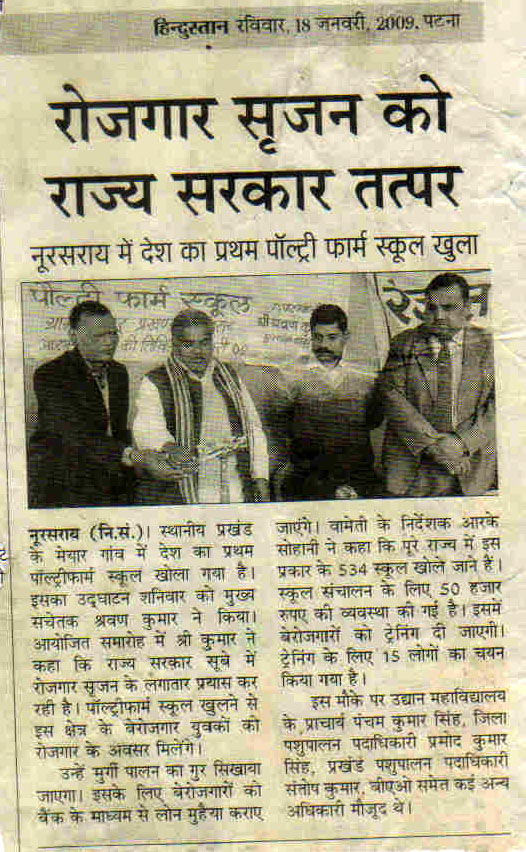 हिन्दुस्तान रविवार, 18 जनवरी, 2009, पटना
रोजगार सृजन को
राज्य सरकार तत्पर
नूरसराय में देश का प्रथम पॉल्ट्री फार्म स्कूल खुला
पौल्ट्री फार्म स्कूल
नूरसराय (नि.सं.)। स्थानीय प्रखंड
के मेयार गांव में देश का प्रथम
पॉल्ट्रीफार्म स्कूल खोला गया है।
इसका उद्घाटन शनिवार को मुख्य
सचेतक श्रवण कुमार ने किया।
आयोजित समारोह में श्री कुमार ने
कहा कि राज्य सरकार सूबे में
रोजगार सृजन के लगातार प्रयास कर
रही है। पॉल्ट्रीफार्म स्कूल खुलने से
इस क्षेत्र के बेरोजगार युवकों को
रोजगार के अवसर मिलेंगे।
उन्हें मुर्गी पालन का गुर सिखाया
जाएगा। इसके लिए बेरोजगारों को
बैंक के माध्यम से लोन मुहैया कराए
जाएंगे। वामेती के निर्देशक आरके
सोहानी ने कहा कि पूरे राज्य में इस
प्रकार के 534 स्कूल खोले जाने हैं।
स्कूल संचालन के लिए 50 हजार
रुपए की व्यवस्था की गई है। इसमें
बेरोजगारों को ट्रेनिंग दी जाएगी।
ट्रेनिंग के लिए 15 लोगों का चयन
किया गया है।
इस मौके पर उद्यान महाविद्यालय
के प्राचार्य पंचम कुमार सिंह, जिला
पशुपालन पदाधिकारी प्रमोद कुमार
सिंह, प्रखंड पशुपालन पदाधिकारी
संतोष कुमार, बीएओ समेत कई अन्य
अधिकारी मौजूद थे।